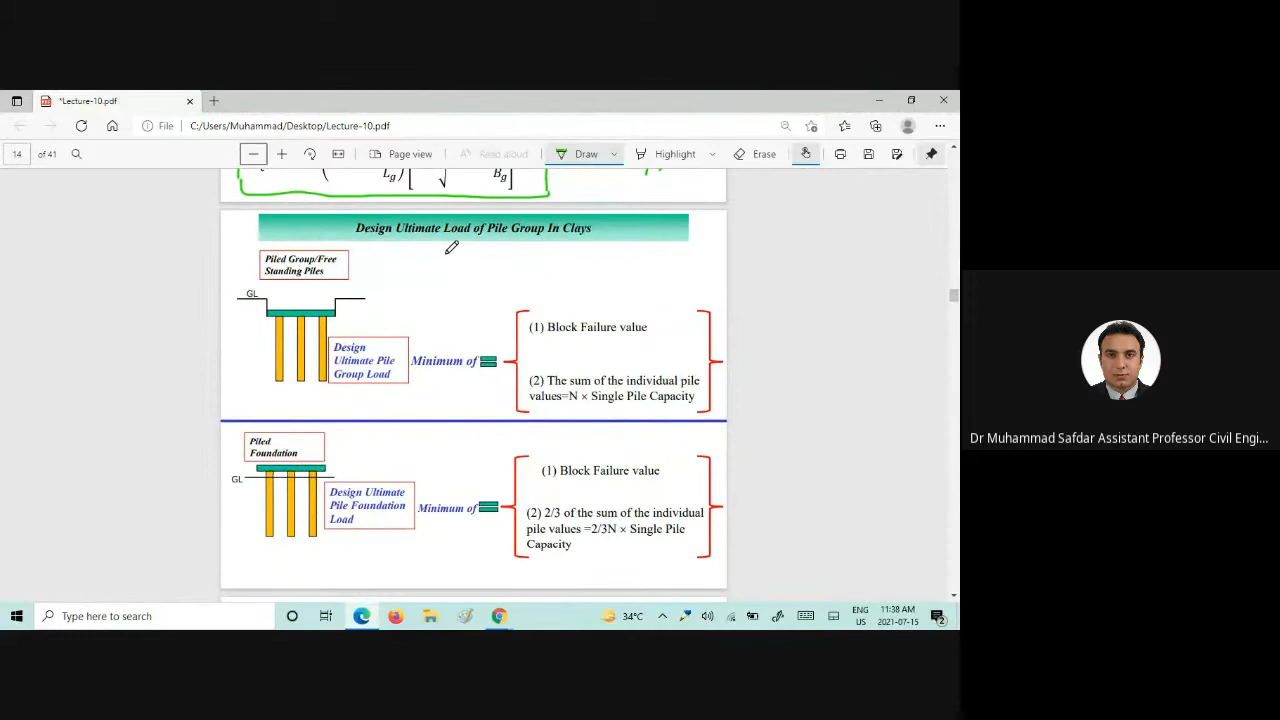 *Lecture-10.pdf
File
C:/Users/Muhammad/Desktop/Lecture-10.pdf
14 of 41
Page view
Read aloud
Draw
Highlight
Erase
L_g
B_g
Design Ultimate Load of Pile Group In Clays
Piled Group/Free
Standing Piles
GL
Design
Ultimate Pile
Group Load
Minimum of
(1) Block Failure value
(2) The sum of the individual pile
values=N × Single Pile Capacity
Piled
Foundation
GL
Design Ultimate
Pile Foundation
Load
Minimum of
(1) Block Failure value
(2) 2/3 of the sum of the individual
pile values =2/3N × Single Pile
Capacity
Dr Muhammad Safdar Assistant Professor Civil Engi...
Type here to search
34°C
ENG
US
11:38 AM
2021-07-15
2